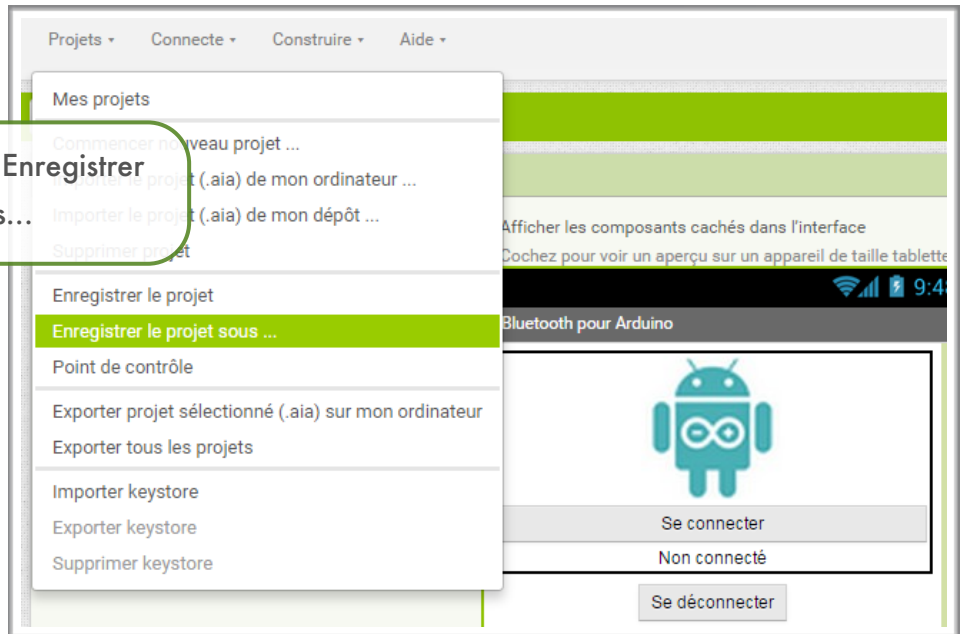 Projets ▾ Connecte ▾ Construire ▾ Aide ▾
Mes projets
Commencer nouveau projet ...
Importer le projet (.aia) de mon ordinateur ...
Importer le projet (.aia) de mon dépôt ...
Supprimer projet
Enregistrer le projet
Enregistrer le projet sous ...
Point de contrôle
Exporter projet sélectionné (.aia) sur mon ordinateur
Exporter tous les projets
Importer keystore
Exporter keystore
Supprimer keystore
Enregistrer
s...
Afficher les composants cachés dans l'interface
Cochez pour voir un aperçu sur un appareil de taille tablette
9:48
Bluetooth pour Arduino
Se connecter
Non connecté
Se déconnecter